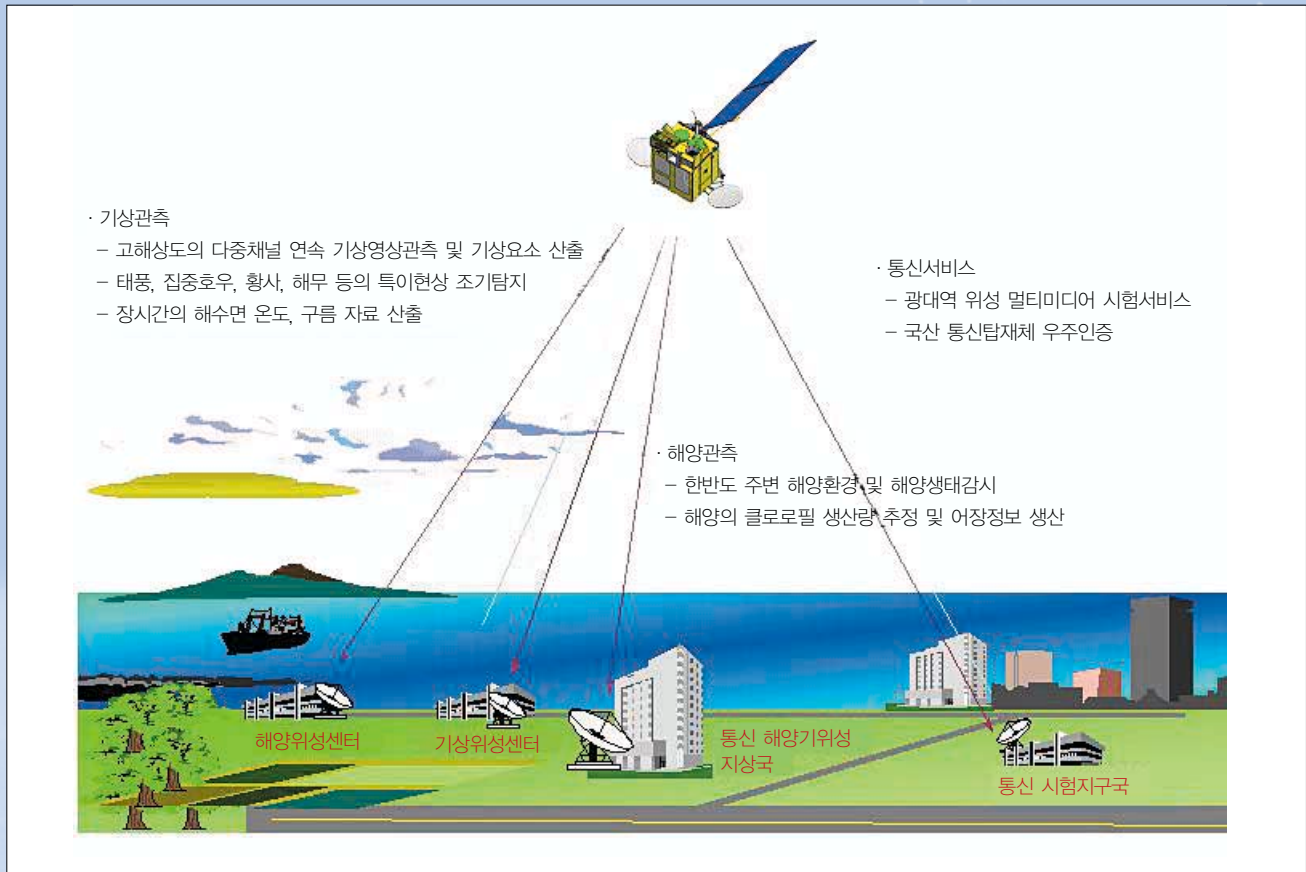 · 기상관측
– 고해상도의 다중채널 연속 기상영상관측 및 기상요소 산출
– 태풍, 집중호우, 황사, 해무 등의 특이현상 조기탐지
– 장시간의 해수면 온도, 구름 자료 산출
· 통신서비스
– 광대역 위성 멀티미디어 시험서비스
– 국산 통신탑재체 우주인증
· 해양관측
– 한반도 주변 해양환경 및 해양생태감시
– 해양의 클로로필 생산량 추정 및 어장정보 생산
해양위성센터
기상위성센터
통신 해양기위성
지상국
통신 시험지구국